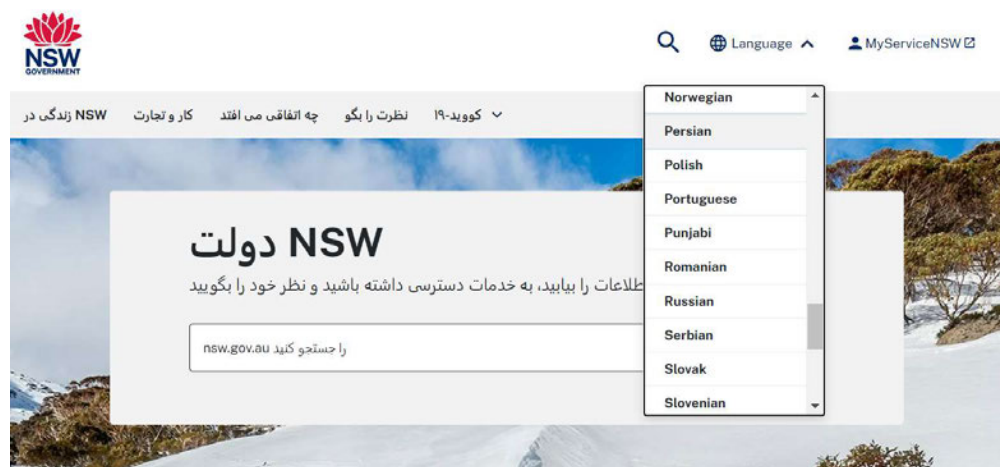 NSW
GOVERNMENT
Language
MyServiceNSW
زندگی در NSW
کار و تجارت
چه اتفاقی می افتد
نظرت را بگو
کووید-۱۹
Norwegian
Persian
Polish
Portuguese
Punjabi
Romanian
Russian
Serbian
Slovak
Slovenian
دولت NSW
را بیابید، به خدمات دسترسی داشته باشید و نظر خود را بگویید
nsw.gov.au را جستجو کنید